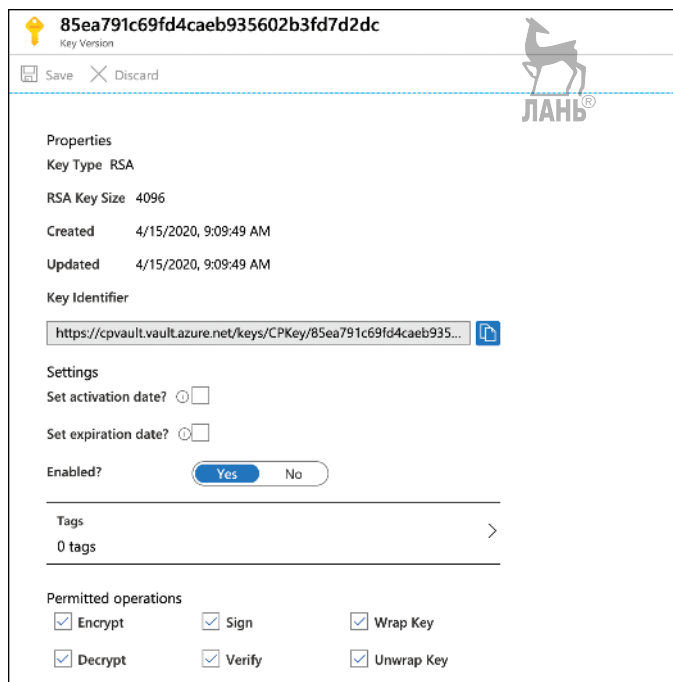 85ea791c69fd4caeb935602b3fd7d2dc
Key Version
Save Discard
ЛАНЬ®
Properties
Key Type RSA
RSA Key Size 4096
Created 4/15/2020, 9:09:49 AM
Updated 4/15/2020, 9:09:49 AM
Key Identifier
https://cpvault.vault.azure.net/keys/CPKey/85ea791c69fd4caeb935...
Settings
Set activation date?
Set expiration date?
Enabled? Yes No
Tags
0 tags
Permitted operations
Encrypt Sign Wrap Key
Decrypt Verify Unwrap Key